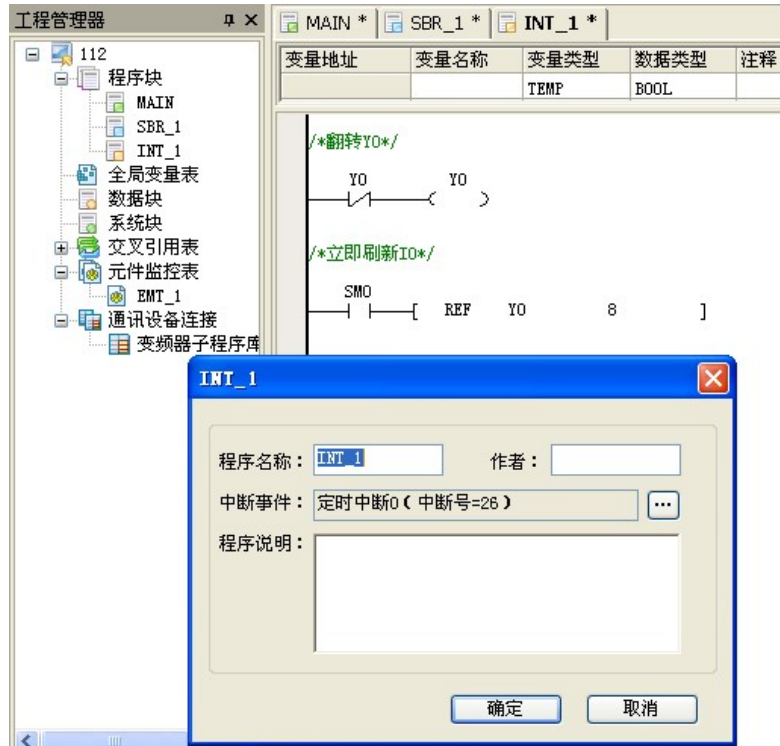 工程管理器
112
程序块
MAIN
SBR_1
INT_1
全局变量表
数据块
系统块
交叉引用表
元件监控表
EMT_1
通讯设备连接
变频器子程序库
MAIN * SBR_1 * INT_1 *
变量地址 变量名称 变量类型 数据类型 注释
TEMP BOOL
/*翻转Y0*/
Y0 Y0
/*立即刷新IO*/
SM0
REF Y0 8
INT_1
程序名称： INT_1 作者：
中断事件： 定时中断0(中断号=26) ...
程序说明：
确定 取消